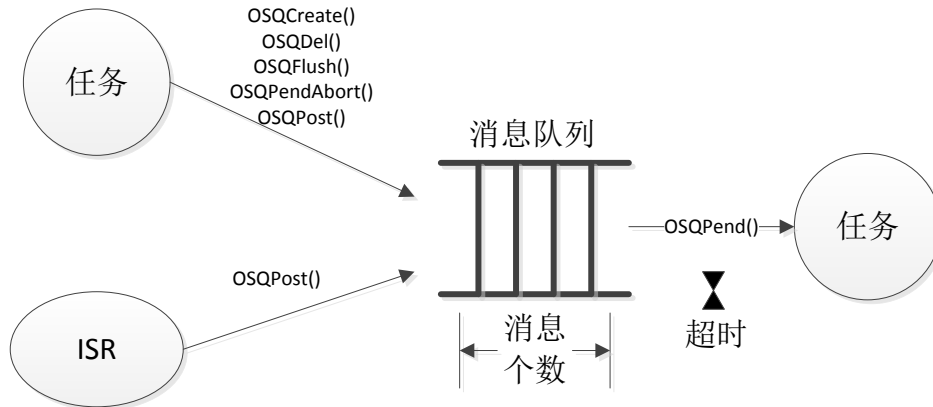 OSQCreate()
OSQDel()
OSQFlush()
OSQPendAbort()
OSQPost()
任务
消息队列
OSQPend()
任务
OSQPost()
ISR
消息
个数
超时